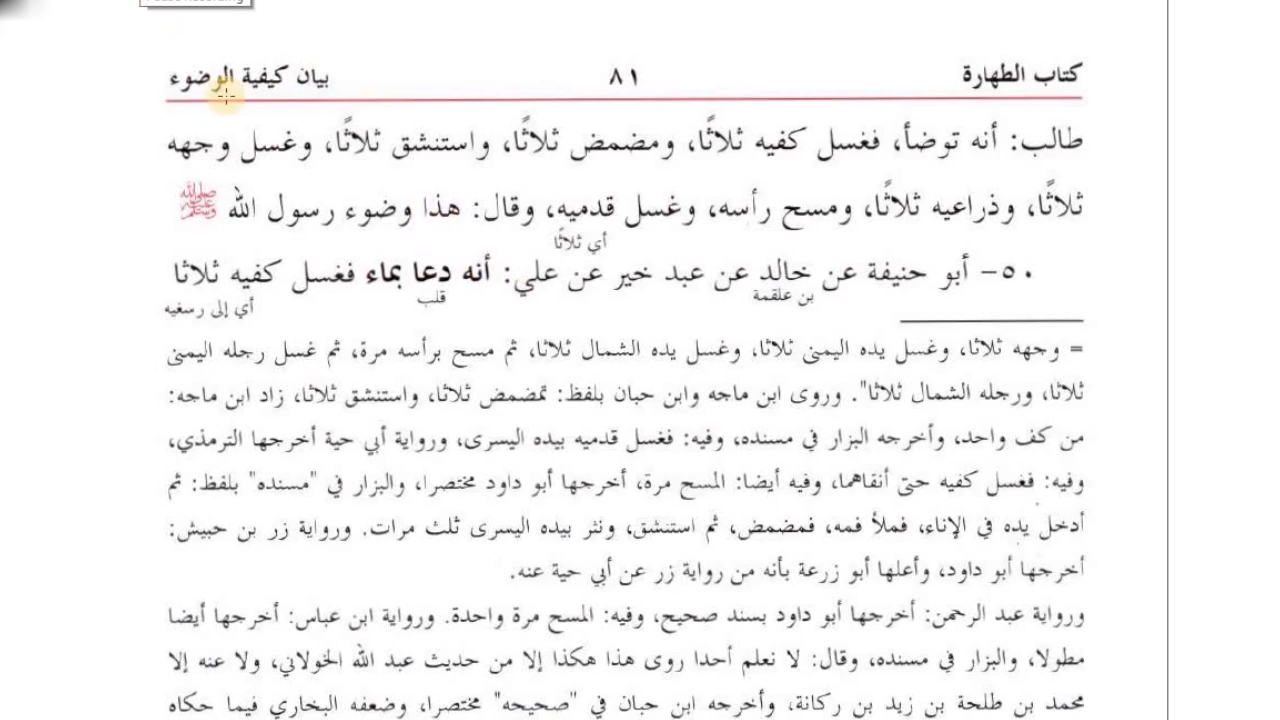 كتاب الطهارة ٨١ بيان كيفية الوضوء
طالب: أنه توضأ، فغسل كفيه ثلاثًا، ومضمض ثلاثًا، واستنشق ثلاثًا، وغسل وجهه
ثلاثًا، وذراعيه ثلاثًا، ومسح رأسه، وغسل قدميه، وقال: هذا وضوء رسول الله ﷺ
أي ثلاثًا
٥٠- أبو حنيفة عن خالد عن عبد خير عن علي: أنه دعا بماء فغسل كفيه ثلاثا
بن علقمة قلب أي إلى رسغيه
= وجهه ثلاثا، وغسل يده اليمنى ثلاثا، وغسل يده الشمال ثلاثا، ثم مسح برأسه مرة، ثم غسل رجله اليمنى
ثلاثا، ورجله الشمال ثلاثا". وروى ابن ماجه وابن حبان بلفظ: تمضمض ثلاثا، واستنشق ثلاثا، زاد ابن ماجه:
من كف واحد، وأخرجه البزار في مسنده، وفيه: فغسل قدميه بيده اليسرى، ورواية أبي حية أخرجها الترمذي،
وفيه: فغسل كفيه حتى أنقاهما، وفيه أيضا: المسح مرة، أخرجها أبو داود مختصرا، والبزار في "مسنده" بلفظ: ثم
أدخل يده في الإناء، فملأ فمه، فمضمض، ثم استنشق، ونثر بيده اليسرى ثلث مرات. ورواية زر بن حبيش:
أخرجها أبو داود، وأعلها أبو زرعة بأنه من رواية زر عن أبي حية عنه.
ورواية عبد الرحمن: أخرجها أبو داود بسند صحيح، وفيه: المسح مرة واحدة. ورواية ابن عباس: أخرجها أيضا
مطولا، والبزار في مسنده، وقال: لا نعلم أحدا روى هذا هكذا إلا من حديث عبد الله الخولاني، ولا عنه إلا
محمد بن طلحة بن زيد بن ركانة، وأخرجه ابن حبان في "صحيحه" مختصرا، وضعفه البخاري فيما حكاه